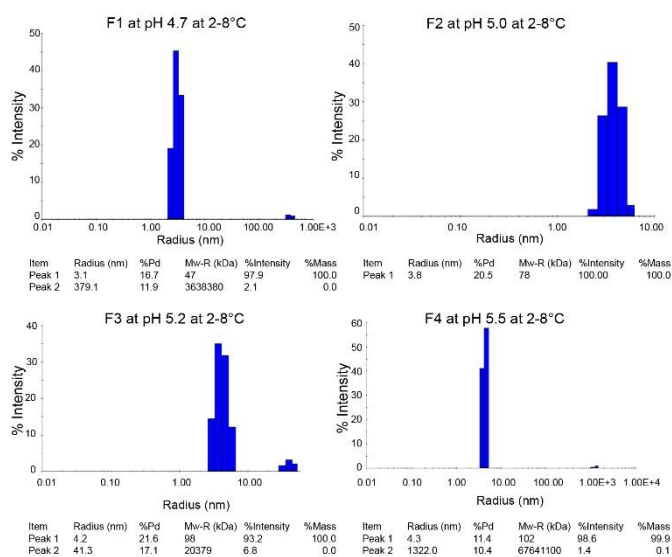 F1 at pH 4.7 at 2-8°C
50
40
30
20
10
0
% Intensity
0.01 0.10 1.00 10.00 100.00 1.00E+3
Radius (nm)
Item Radius (nm) %Pd Mw-R (kDa) %Intensity %Mass
Peak 1 3.1 16.7 47 97.9 100.0
Peak 2 379.1 11.9 3638380 2.1 0.0
F2 at pH 5.0 at 2-8°C
50
40
30
20
10
0
% Intensity
0.01 0.10 1.00 10.00
Radius (nm)
Item Radius (nm) %Pd Mw-R (kDa) %Intensity %Mass
Peak 1 3.8 20.5 78 100.00 100.0
F3 at pH 5.2 at 2-8°C
40
30
20
10
0
% Intensity
0.01 0.10 1.00 10.00
Radius (nm)
Item Radius (nm) %Pd Mw-R (kDa) %Intensity %Mass
Peak 1 4.2 21.6 98 93.2 100.0
Peak 2 41.3 17.1 20379 6.8 0.0
F4 at pH 5.5 at 2-8°C
60
50
40
30
20
10
0
% Intensity
0.01 0.10 1.00 10.00 100.00 1.00E+3 1.00E+4
Radius (nm)
Item Radius (nm) %Pd Mw-R (kDa) %Intensity %Mass
Peak 1 4.3 11.4 102 98.6 99.9
Peak 2 1322.0 10.4 67641100 1.4 0.1